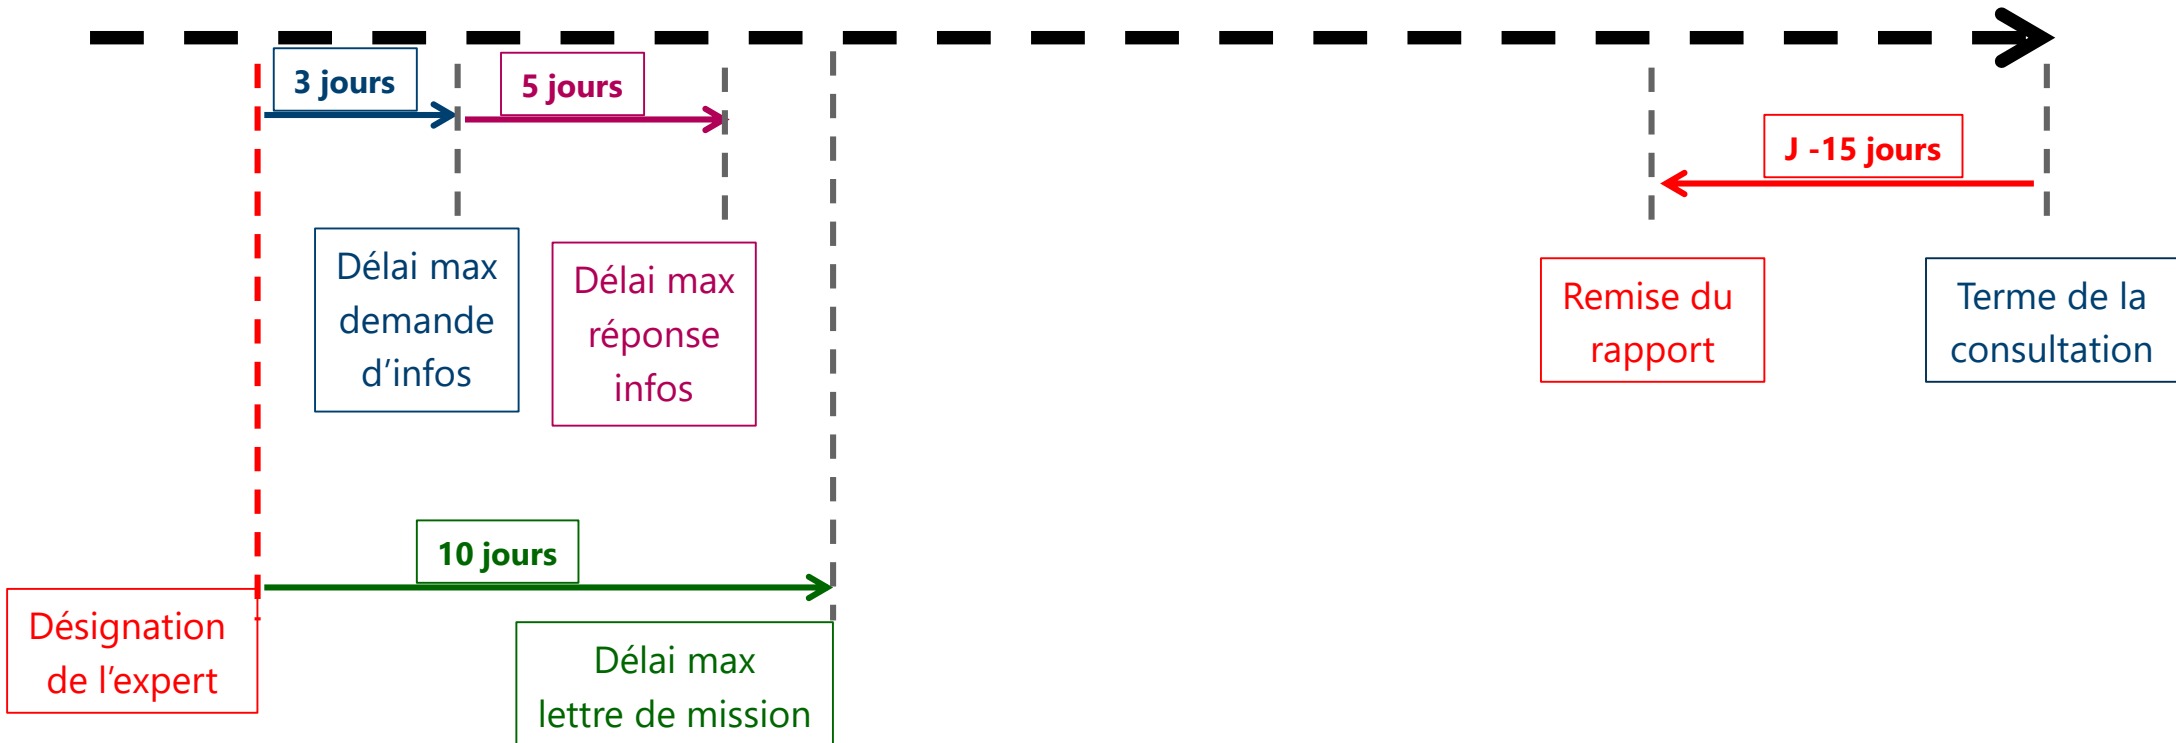 3 jours
5 jours
J -15 jours
Délai max
demande
d’infos
Délai max
réponse
infos
Remise du
rapport
Terme de la
consultation
10 jours
Désignation
de l’expert
Délai max
lettre de mission